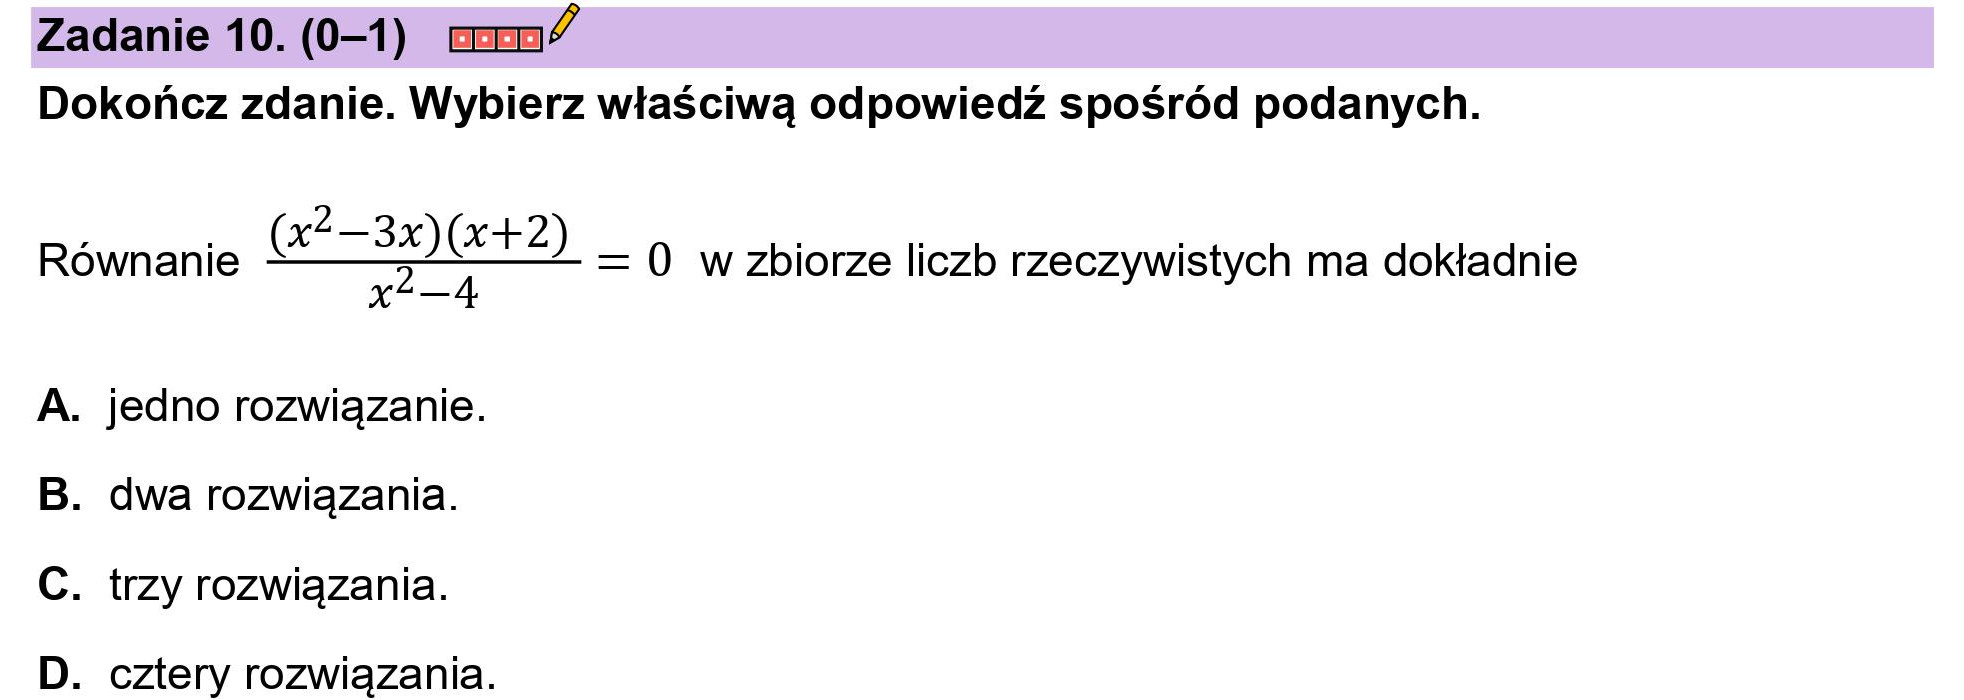 Zadanie 10. (0–1)
Dokończ zdanie. Wybierz właściwą odpowiedź spośród podanych.
Równanie \frac{(x^2-3x)(x+2)}{x^2-4} = 0 w zbiorze liczb rzeczywistych ma dokładnie
A. jedno rozwiązanie.
B. dwa rozwiązania.
C. trzy rozwiązania.
D. cztery rozwiązania.